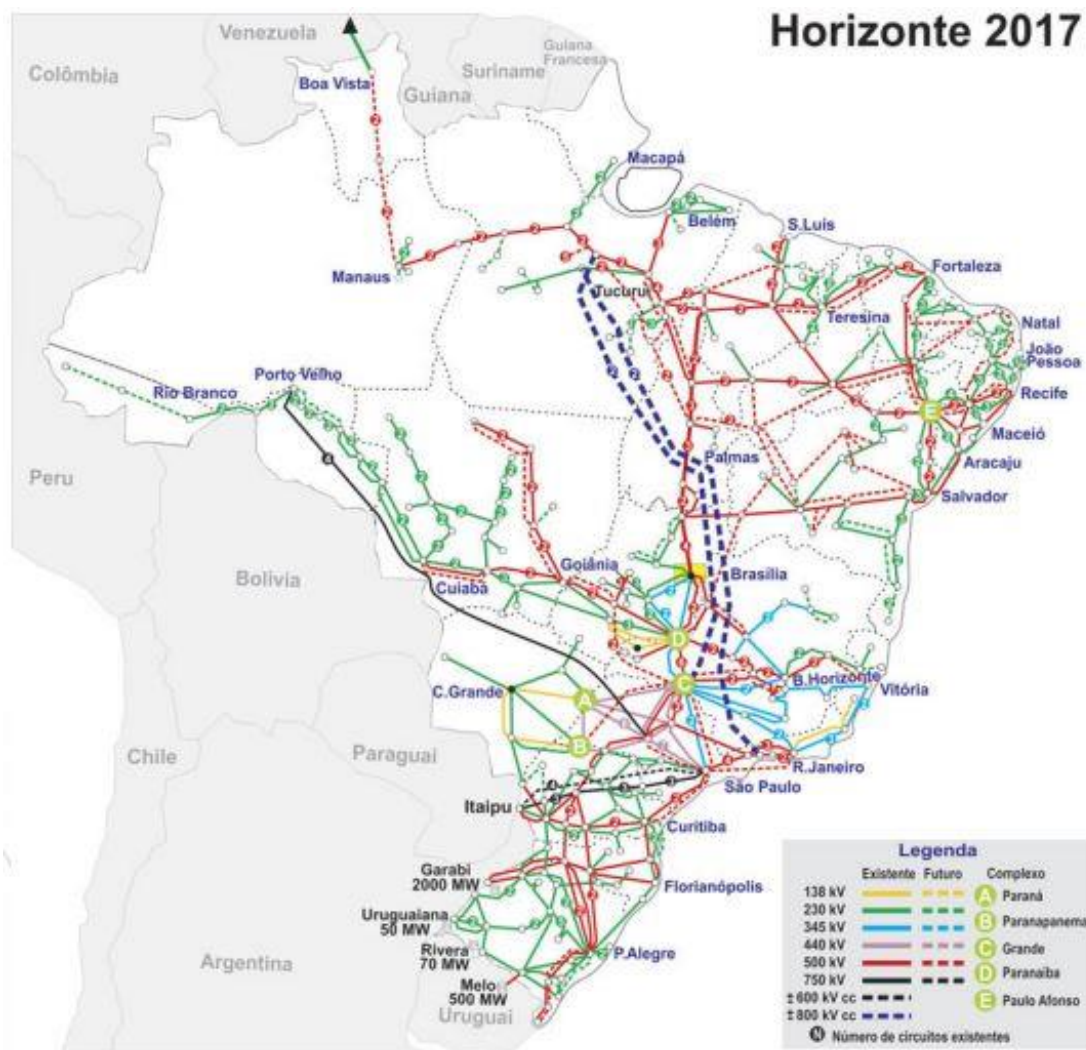 Horizonte 2017
Venezuela
Guiana
Francesa
Colômbia
Suriname
Boa Vista
Guiana
Macapá
Belém
S.Luís
Fortaleza
Manaus
Tucuruí
Teresina
Natal
João
Pessoa
Porto Velho
Rio Branco
Recife
E
Maceió
Palmas
Aracaju
Peru
Salvador
Bolívia
Goiânia
Brasília
Cuiabá
D
C
B.Horizonte
Vitória
C.Grande
A
Chile
Paraguai
B
R.Janeiro
São Paulo
Itaipu
Curitiba
Garabi
2000 MW
Florianópolis
Uruguaiana
50 MW
Rivera
70 MW
P.Alegre
Argentina
Melo
500 MW
Uruguai
Legenda
Existente Futuro Complexo
138 kV A Paraná
230 kV
345 kV B Paranapanema
440 kV C Grande
500 kV D Paranaíba
750 kV
±600 kV cc E Paulo Afonso
±800 kV cc
N Número de circuitos existentes